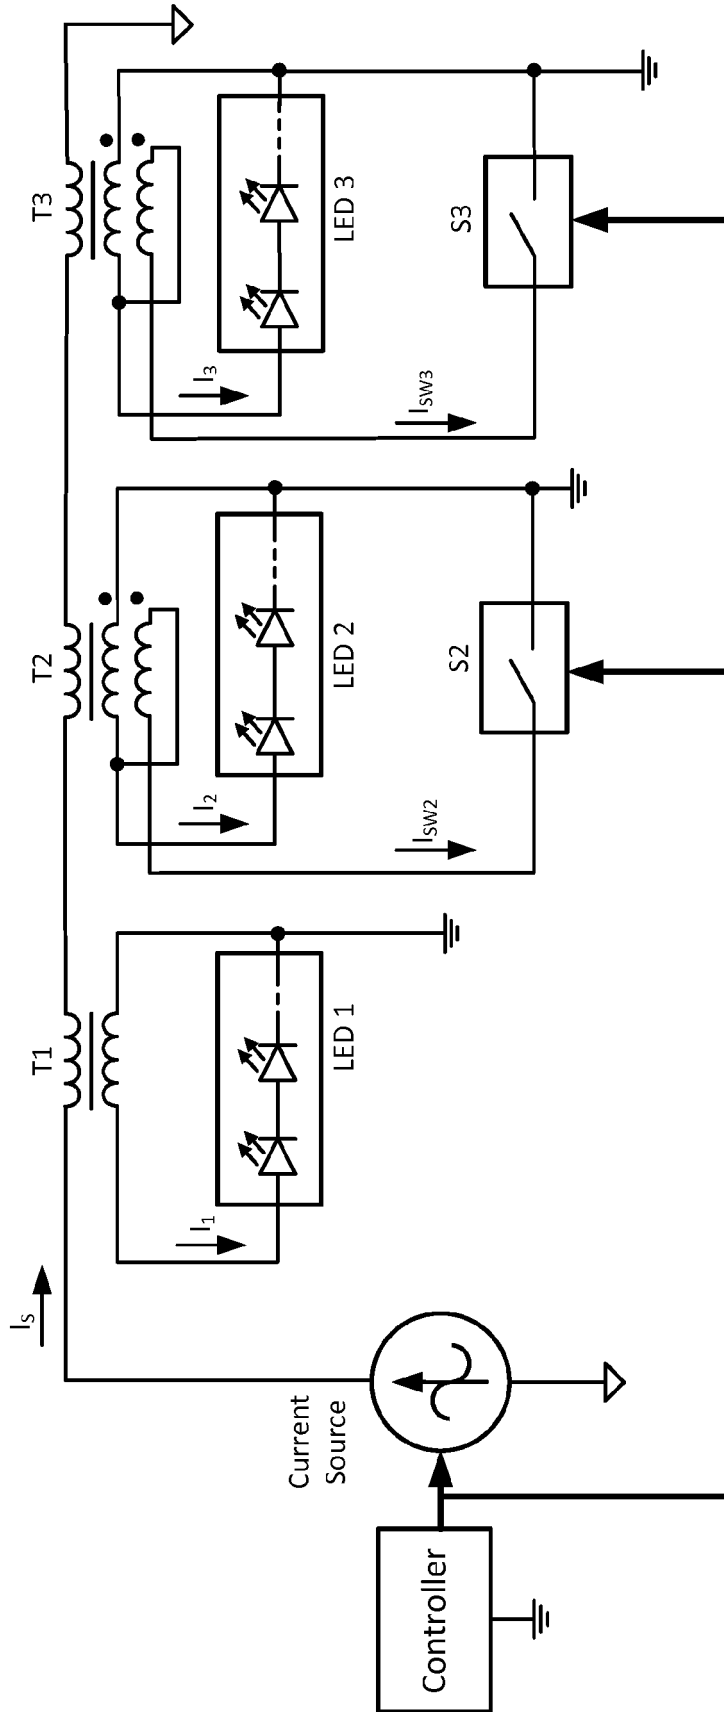 Controller
Current
Source
I_S
T1
I_1
LED 1
T2
I_2
LED 2
I_SW2
S2
T3
I_3
LED 3
I_SW3
S3